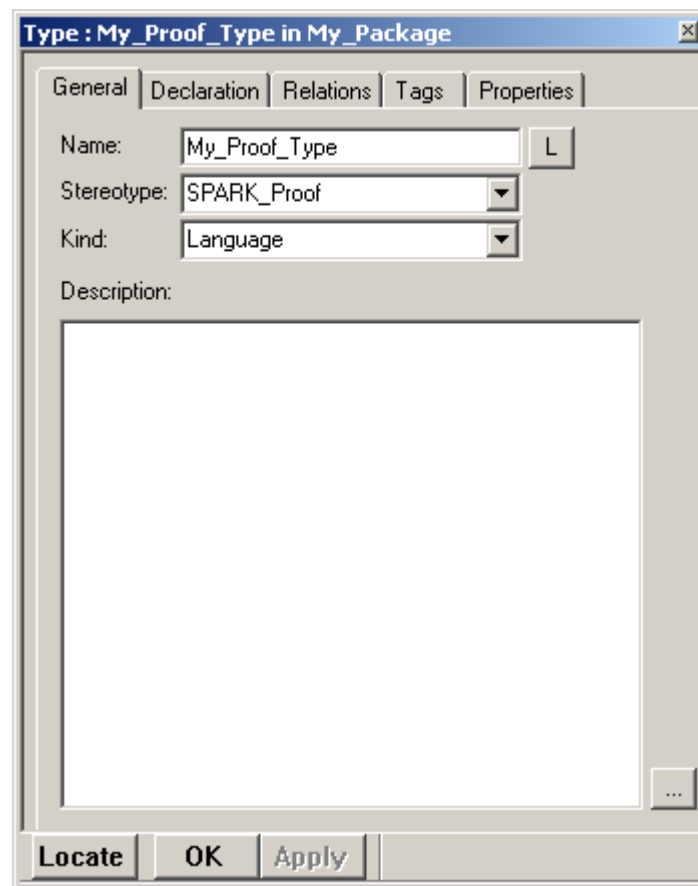 Type : My_Proof_Type in My_Package
General Declaration Relations Tags Properties
Name: My_Proof_Type L
Stereotype: SPARK_Proof
Kind: Language
Description:
...
Locate OK Apply